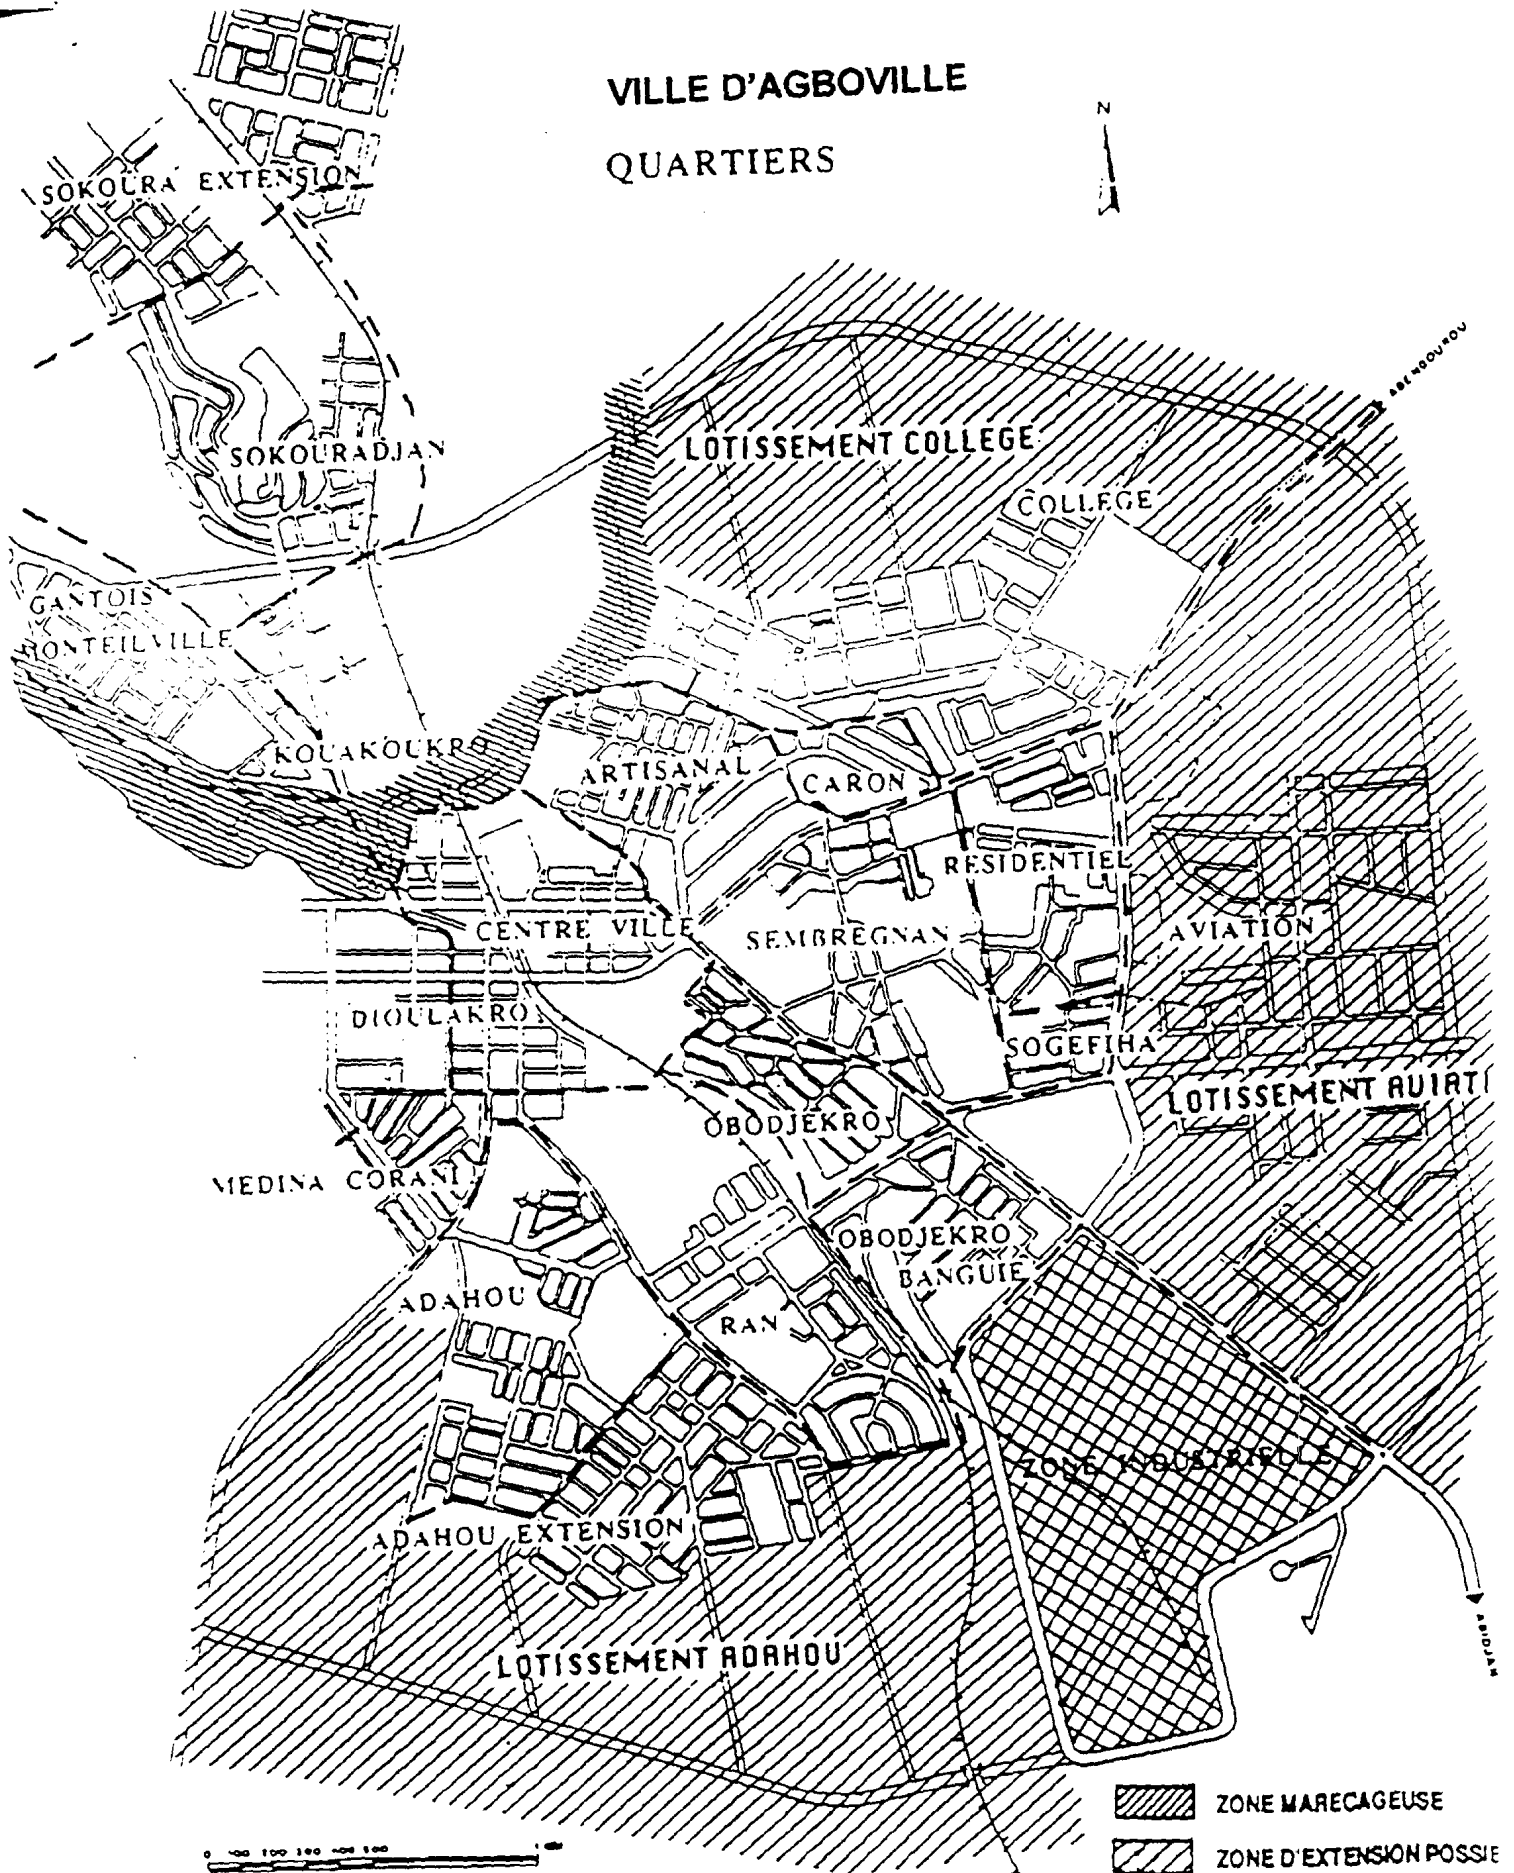 VILLE D'AGBOVILLE
N
QUARTIERS
SOKOURA EXTENSION
ABENGOUROU
LOTISSEMENT COLLEGE
SOKOURADJAN
COLLEGE
GANTOIS
MONTEILVILLE
KOUAKOUKRO
ARTISANAL
CARON
RESIDENTIEL
CENTRE VILLE
SEMBREGNAN
AVIATION
DIOULAKRO
SOGEFIHA
LOTISSEMENT AVIATI
OBODJEKRO
MEDINA CORANI
OBODJEKRO
BANGUIE
ADAHOU
RAN
ZONE INDUSTRIELLE
ADAHOU EXTENSION
ABIDJAN
LOTISSEMENT ADAHOU
ZONE MARECAGEUSE
ZONE D'EXTENSION POSSIE